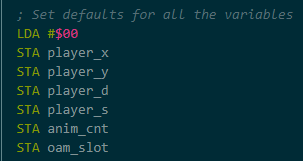 ; Set defaults for all the variables
LDA #$00
STA player_x
STA player_y
STA player_d
STA player_s
STA anim_cnt
STA oam_slot